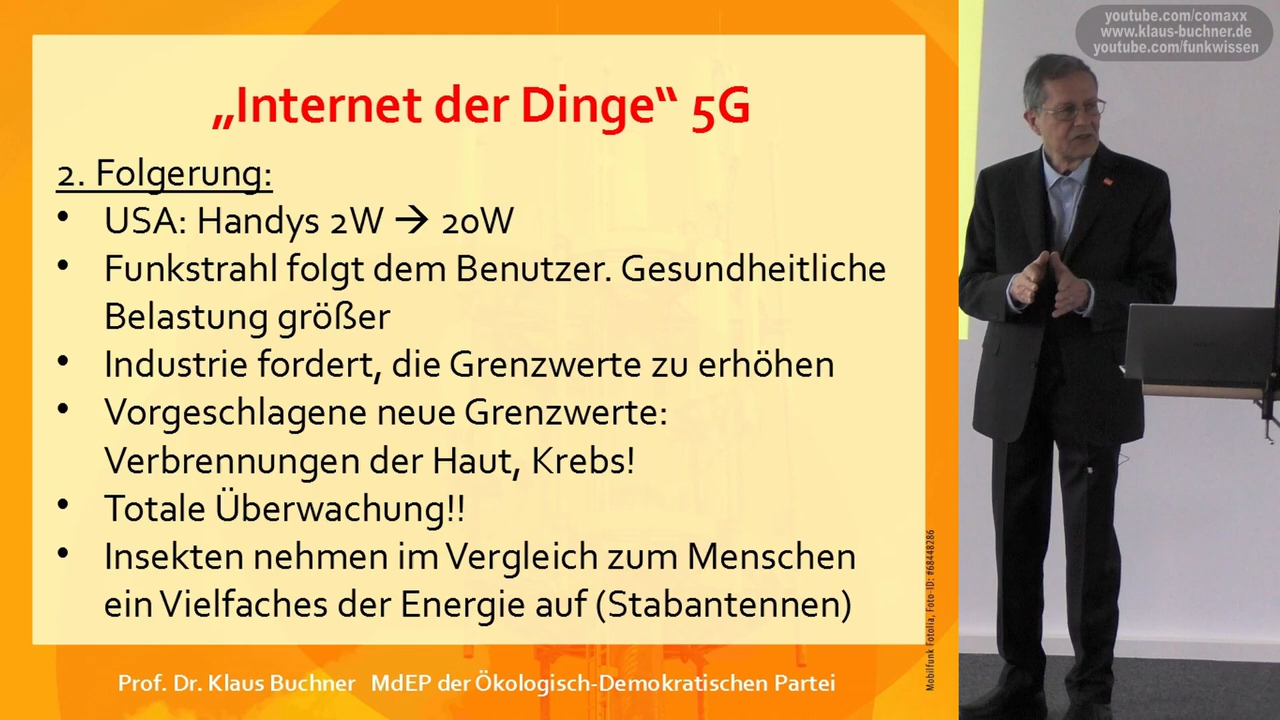 youtube.com/comaxx
www.klaus-buchner.de
youtube.com/funkwissen
„Internet der Dinge“ 5G
2. Folgerung:
• USA: Handys 2W → 20W
• Funkstrahl folgt dem Benutzer. Gesundheitliche
Belastung größer
• Industrie fordert, die Grenzwerte zu erhöhen
• Vorgeschlagene neue Grenzwerte:
Verbrennungen der Haut, Krebs!
• Totale Überwachung!!
• Insekten nehmen im Vergleich zum Menschen
ein Vielfaches der Energie auf (Stabantennen)
Mobilfunk Fotolia, Foto-ID: #68448286
Prof. Dr. Klaus Buchner MdEP der Ökologisch-Demokratischen Partei